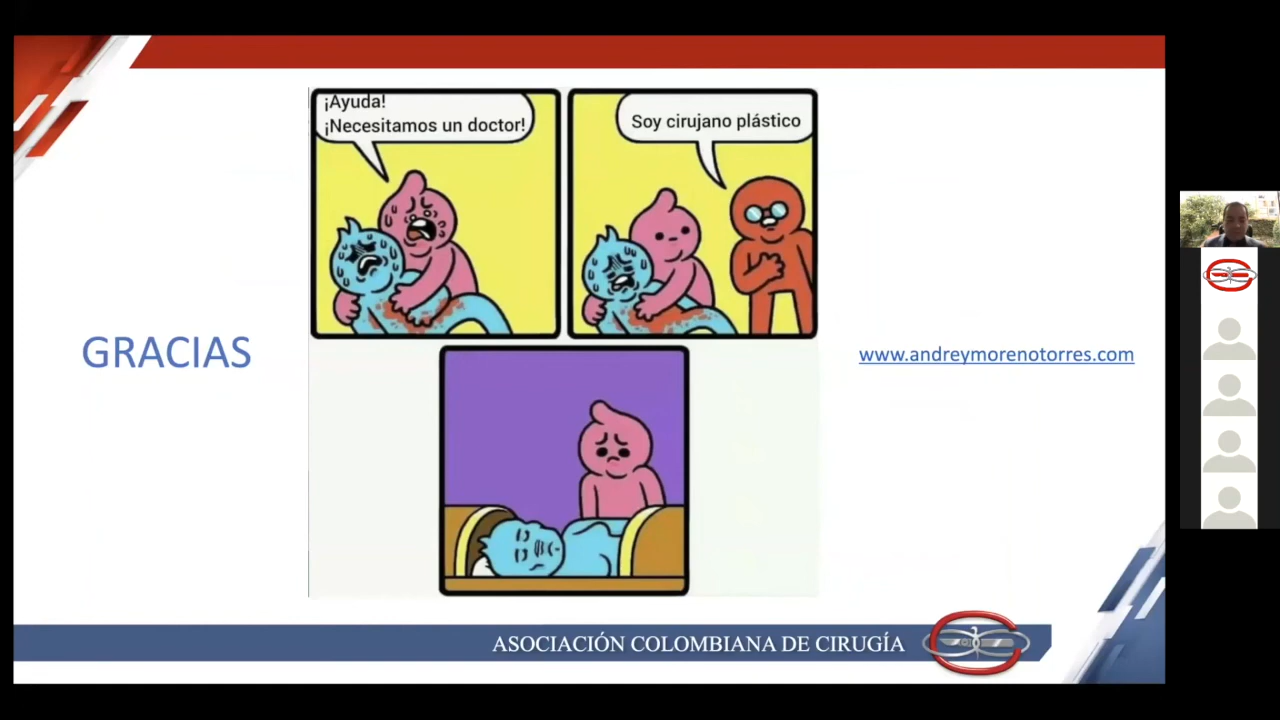 ¡Ayuda!
¡Necesitamos un doctor!
Soy cirujano plástico
GRACIAS
www.andreymorenotorres.com
ASOCIACIÓN COLOMBIANA DE CIRUGÍA